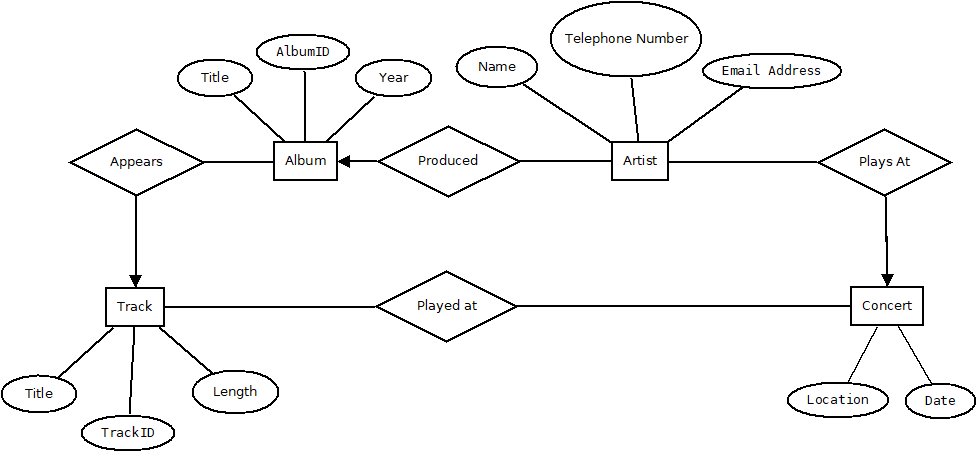 Telephone Number
AlbumID
Name
Email Address
Title
Year
Appears
Album
Produced
Artist
Plays At
Track
Played at
Concert
Title
Length
Location
Date
TrackID